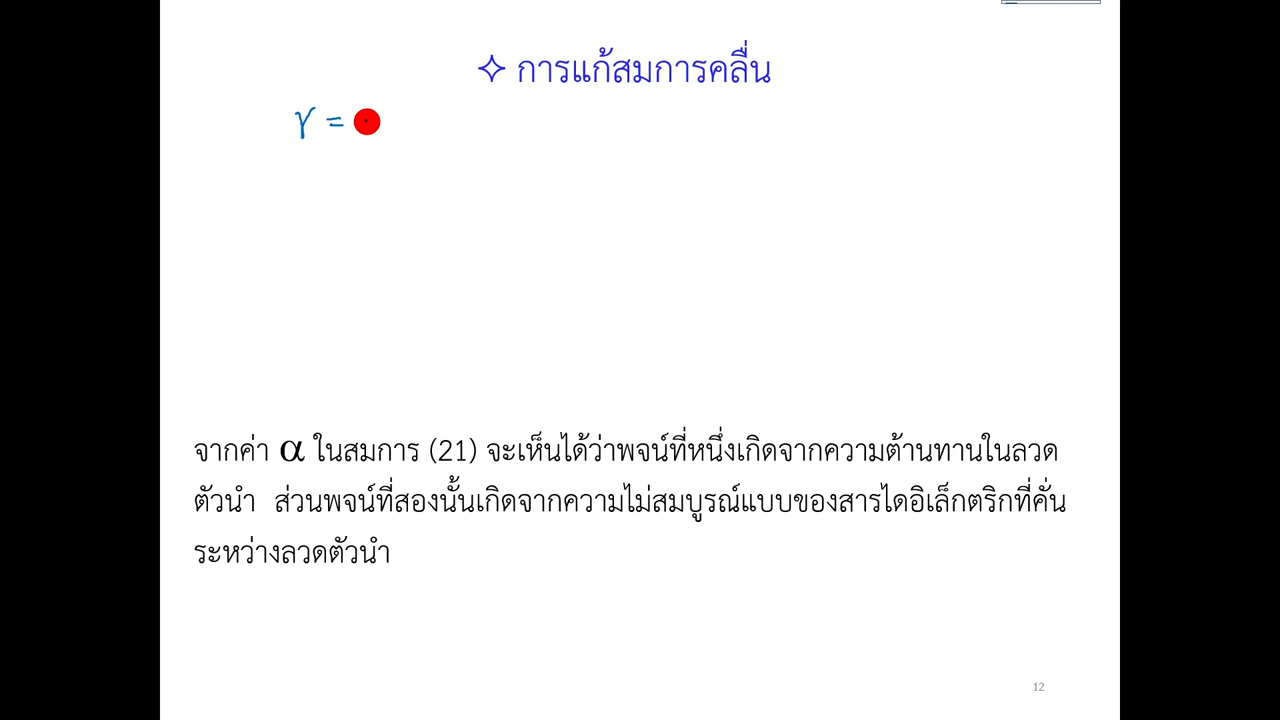 ✧ การแก้สมการคลื่น
γ =
จากค่า α ในสมการ (21) จะเห็นได้ว่าพจน์ที่หนึ่งเกิดจากความต้านทานในลวด
ตัวนำ ส่วนพจน์ที่สองนั้นเกิดจากความไม่สมบูรณ์แบบของสารไดอิเล็กตริกที่คั่น
ระหว่างลวดตัวนำ
12